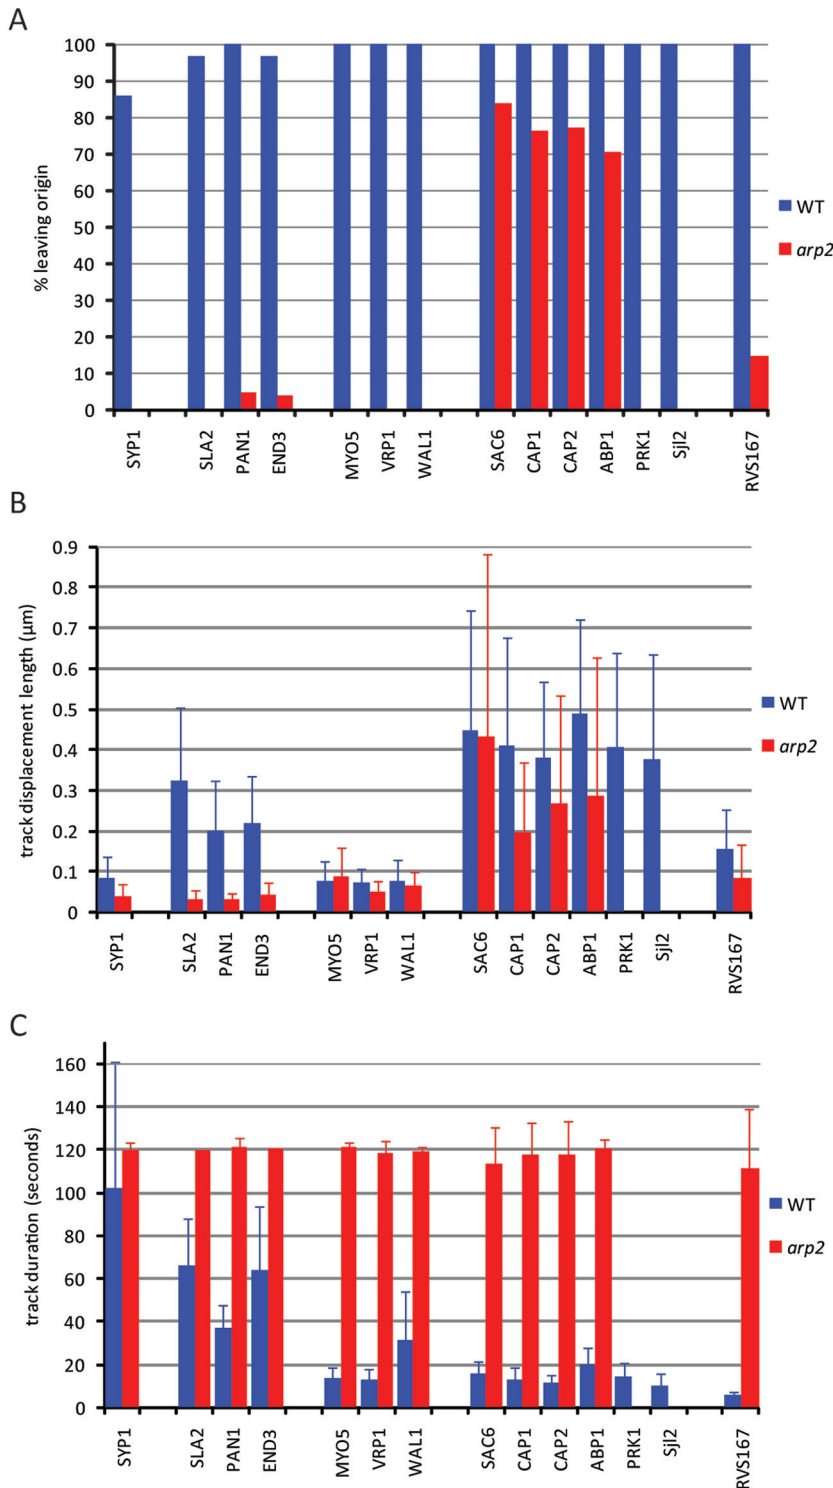 A
100
90
80
70
60
50
40
30
20
10
0
% leaving origin
SYP1
SLA2
PAN1
END3
MYO5
VRP1
WAL1
SAC6
CAP1
CAP2
ABP1
PRK1
Sjl2
RVS167
WT
arp2
B
0.9
0.8
0.7
0.6
0.5
0.4
0.3
0.2
0.1
0
track displacement length (µm)
SYP1
SLA2
PAN1
END3
MYO5
VRP1
WAL1
SAC6
CAP1
CAP2
ABP1
PRK1
Sjl2
RVS167
WT
arp2
C
160
140
120
100
80
60
40
20
0
track duration (seconds)
SYP1
SLA2
PAN1
END3
MYO5
VRP1
WAL1
SAC6
CAP1
CAP2
ABP1
PRK1
Sjl2
RVS167
WT
arp2